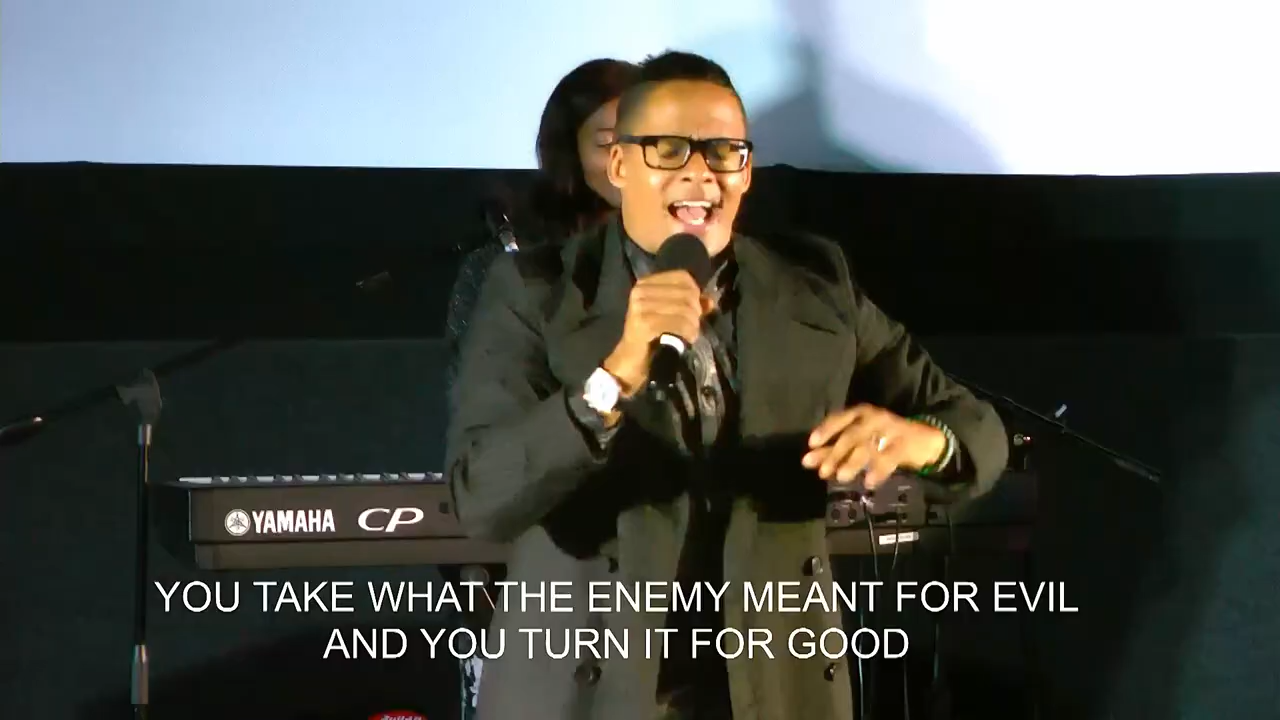 YAMAHA CP
YOU TAKE WHAT THE ENEMY MEANT FOR EVIL
AND YOU TURN IT FOR GOOD